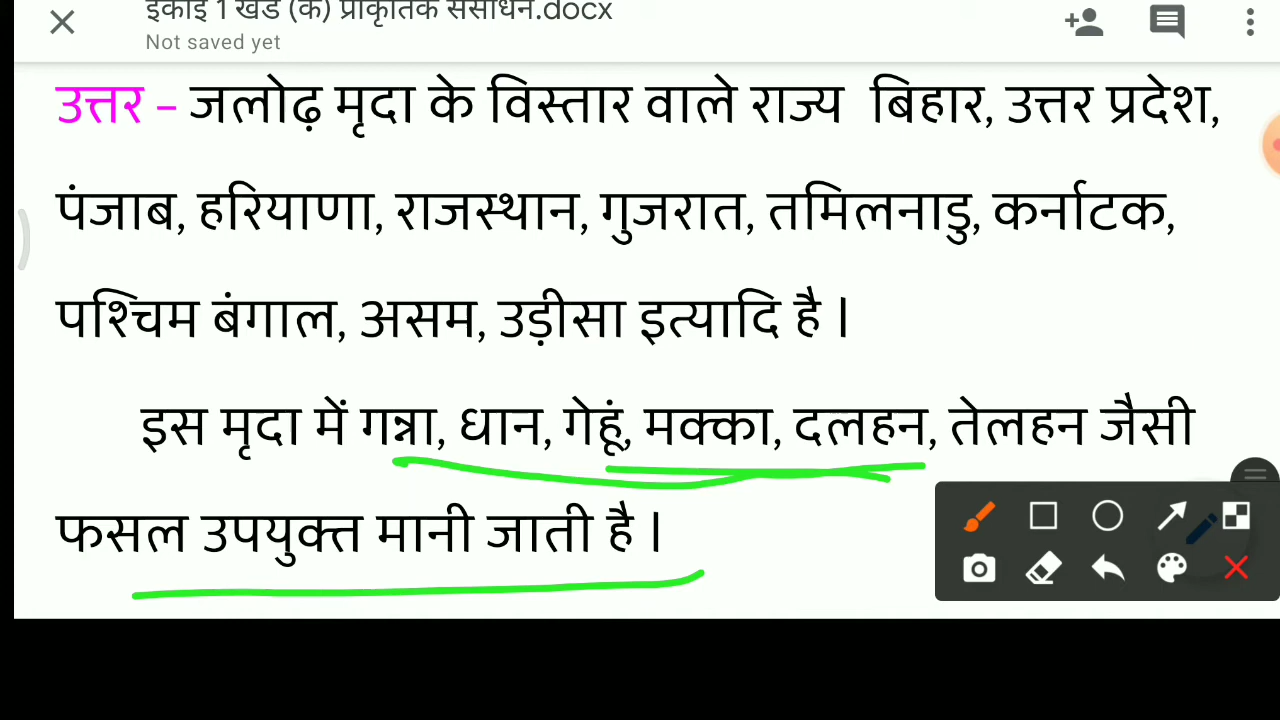 इकाई 1 खंड (क) प्राकृतिक संसाधन.docx
Not saved yet
उत्तर – जलोढ़ मृदा के विस्तार वाले राज्य बिहार, उत्तर प्रदेश,
पंजाब, हरियाणा, राजस्थान, गुजरात, तमिलनाडु, कर्नाटक,
पश्चिम बंगाल, असम, उड़ीसा इत्यादि है ।
इस मृदा में गन्ना, धान, गेहूं, मक्का, दलहन, तेलहन जैसी
फसल उपयुक्त मानी जाती है ।